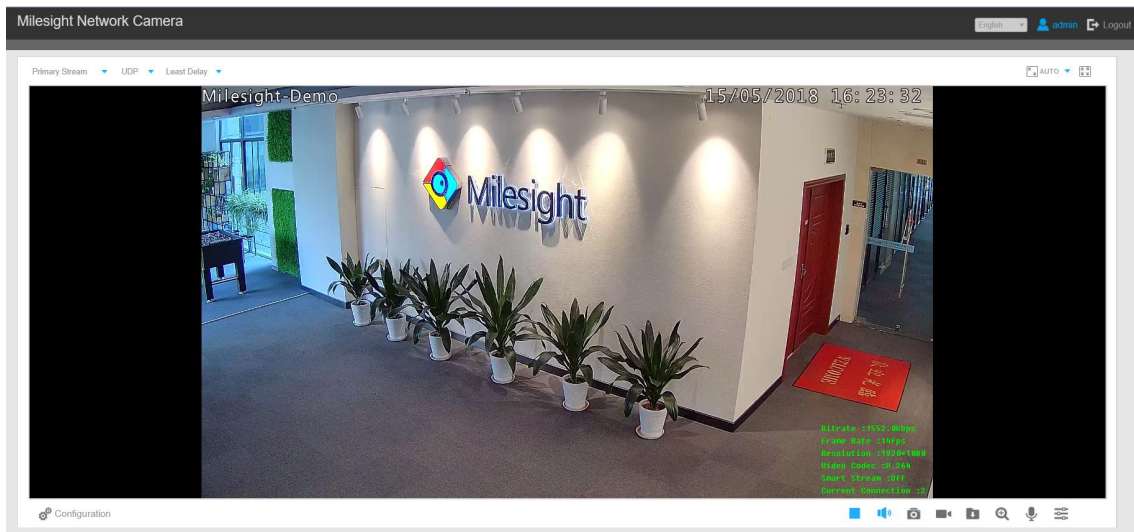 Milesight Network Camera
English
admin
Logout
Primary Stream
UDP
Least Delay
AUTO
Milesight-Demo
15/05/2018 16:23:32
Milesight
WELCOME
Bitrate :3552.0kbps
Frame Rate :14fps
Resolution :1920*1080
Video Codec :H.264
Smart Stream :OFF
Current Connection :2
Configuration